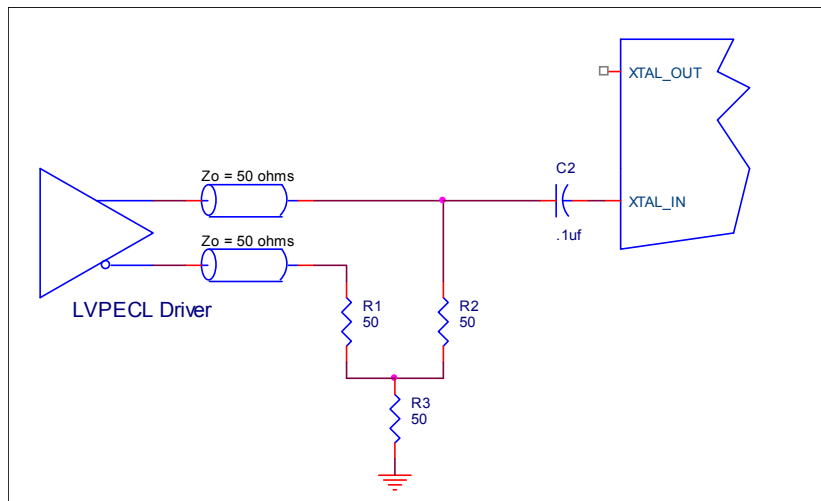 XTAL_OUT
Zo = 50 ohms
C2
XTAL_IN
.1uf
Zo = 50 ohms
LVPECL Driver
R1
50
R2
50
R3
50